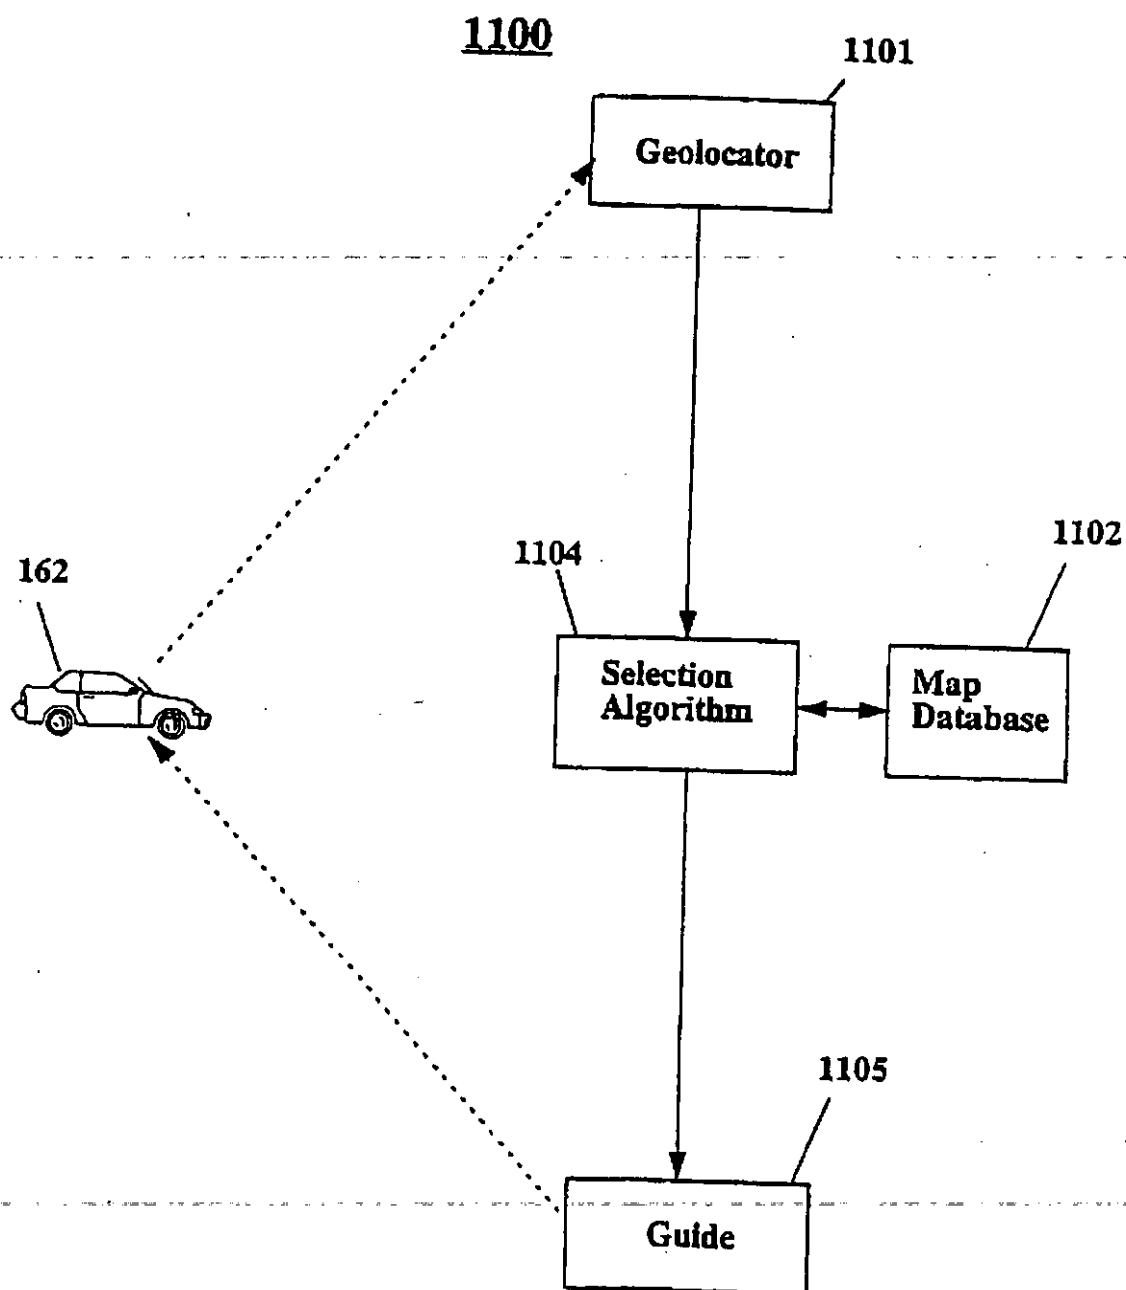 1100
1101
Geolocator
1102
1104
162
Selection
Algorithm
Map
Database
1105
Guide